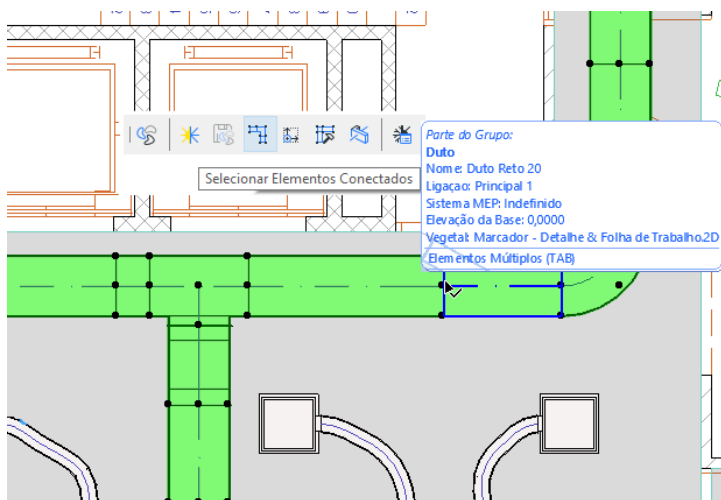 Selecionar Elementos Conectados
Parte do Grupo:
Duto
Nome: Duto Reto 20
Ligaçao: Principal 1
Sistema MEP: Indefinido
Elevação da Base: 0,0000
Vegetal: Marcador - Detalhe & Folha de Trabalho.2D
Elementos Múltiplos (TAB)